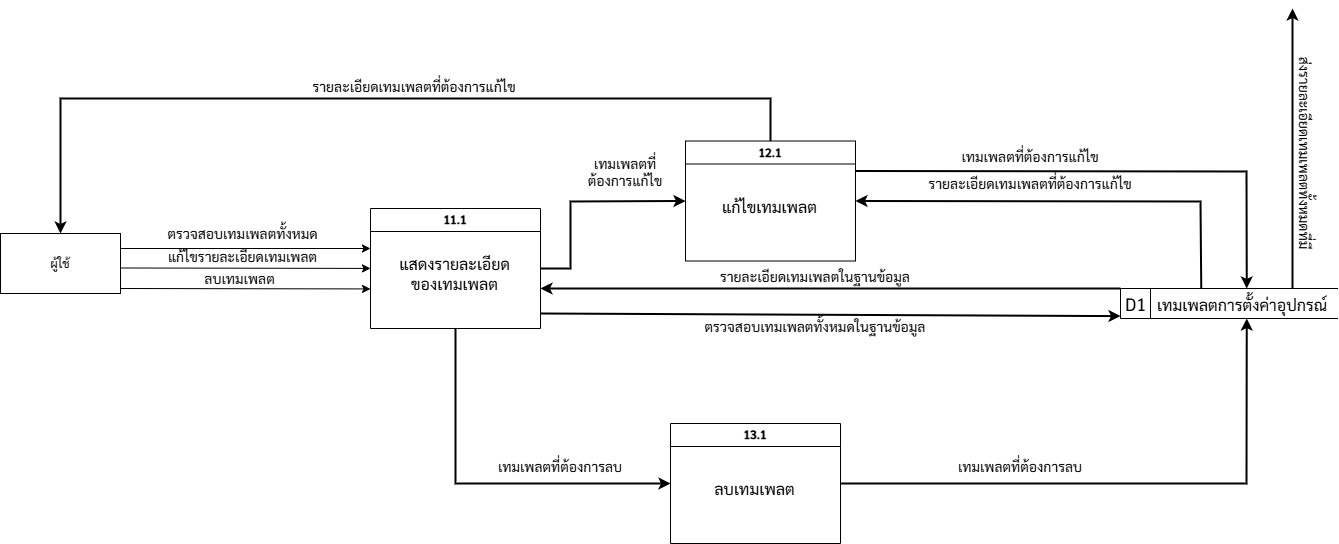 รายละเอียดเทมเพลตที่ต้องการแก้ไข
ส่งรายละเอียดเทมเพลตทั้งหมดที่มี
12.1
แก้ไขเทมเพลต
เทมเพลตที่
ต้องการแก้ไข
เทมเพลตที่ต้องการแก้ไข
รายละเอียดเทมเพลตที่ต้องการแก้ไข
11.1
แสดงรายละเอียด
ของเทมเพลต
ผู้ใช้
ตรวจสอบเทมเพลตทั้งหมด
แก้ไขรายละเอียดเทมเพลต
ลบเทมเพลต
รายละเอียดเทมเพลตในฐานข้อมูล
ตรวจสอบเทมเพลตทั้งหมดในฐานข้อมูล
D1 เทมเพลตการตั้งค่าอุปกรณ์
13.1
ลบเทมเพลต
เทมเพลตที่ต้องการลบ
เทมเพลตที่ต้องการลบ